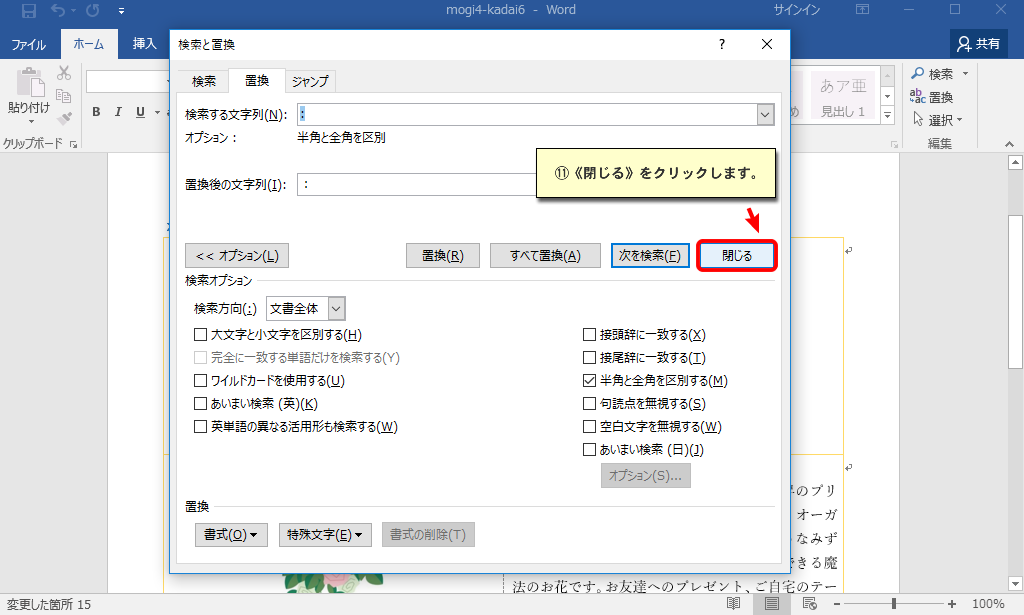 mogi4-kadai6 - Word
サインイン
ファイル
ホーム
挿入
共有
貼り付け
クリップボード
B I U
あア亜
見出し 1
検索
置換
選択
編集
検索と置換
?
検索
置換
ジャンプ
検索する文字列(N):
:
オプション :
半角と全角を区別
置換後の文字列(I):
：
⑪《閉じる》をクリックします。
<< オプション(L)
置換(R)
すべて置換(A)
次を検索(F)
閉じる
検索オプション
検索方向(:)
文書全体
大文字と小文字を区別する(H)
完全に一致する単語だけを検索する(Y)
ワイルドカードを使用する(U)
あいまい検索 (英)(K)
英単語の異なる活用形も検索する(W)
接頭辞に一致する(X)
接尾辞に一致する(T)
半角と全角を区別する(M)
句読点を無視する(S)
空白文字を無視する(W)
あいまい検索 (日)(J)
オプション(S)...
置換
書式(O)
特殊文字(E)
書式の削除(T)
のプリ
オーガ
なみず
きる魔
法のお花です。お友達へのプレゼント、ご自宅のテー
変更した箇所 15
100%